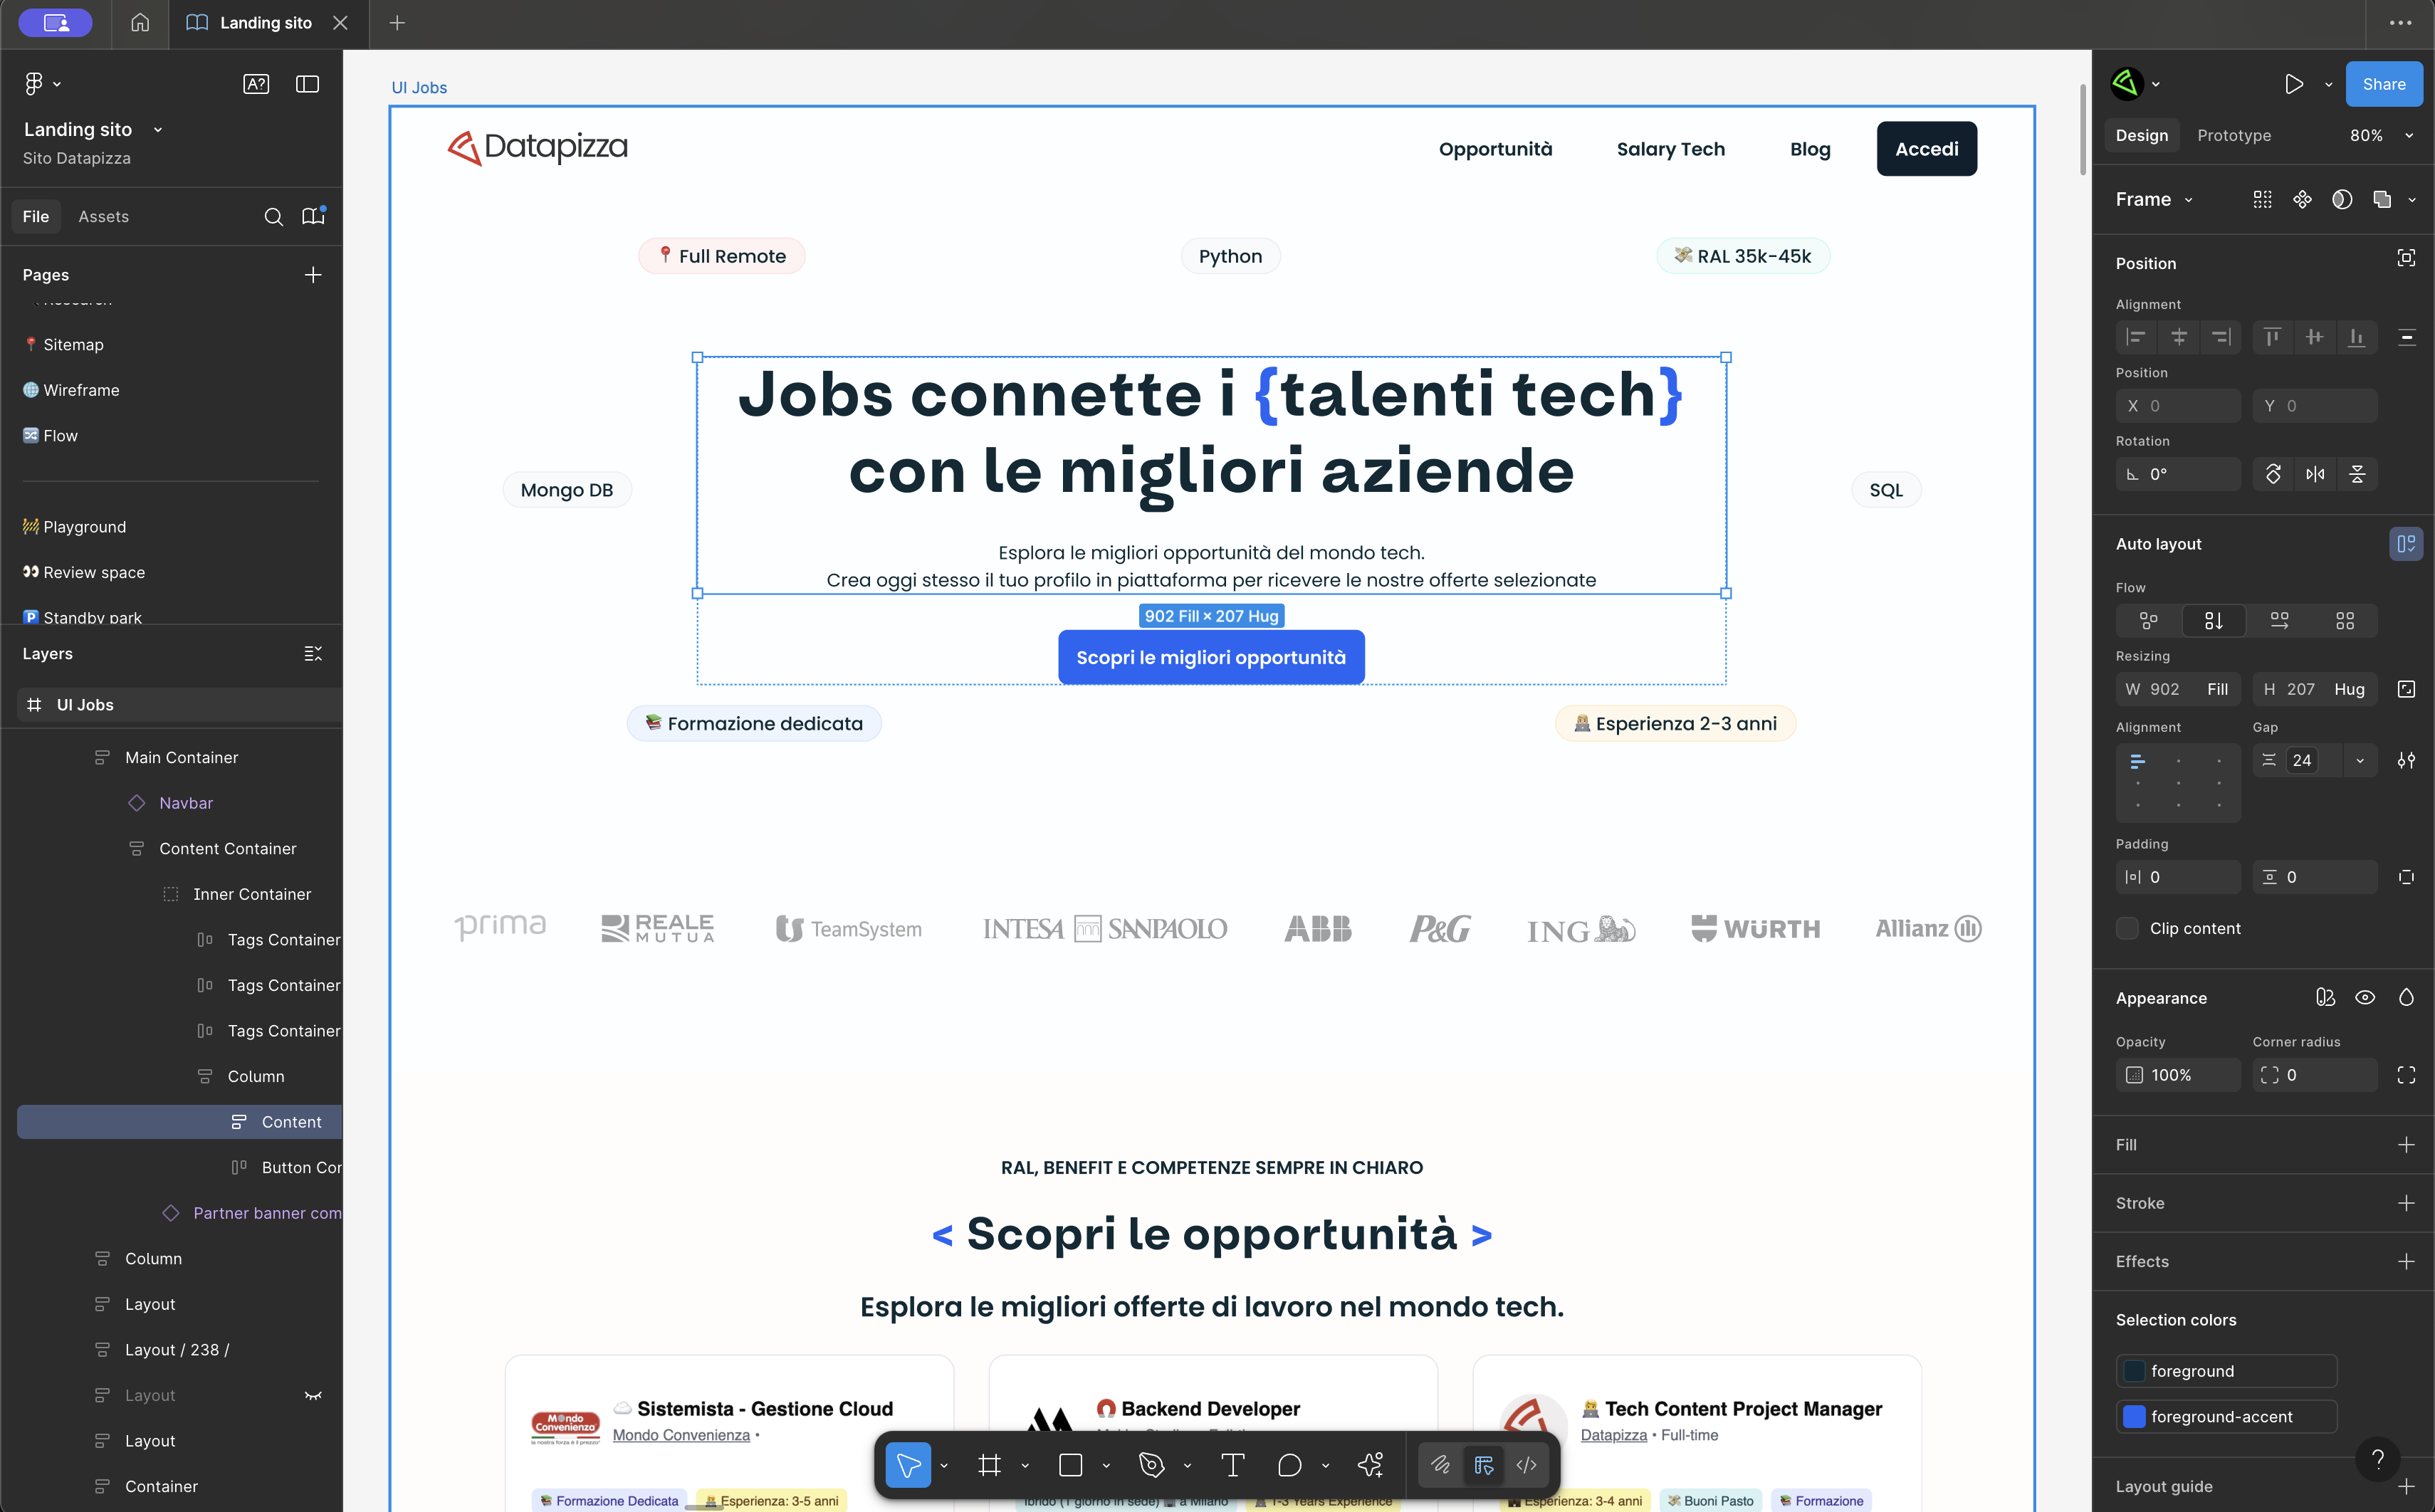 Landing sito
A?
Landing sito
Sito Datapizza
File
Assets
Pages
Research
Sitemap
Wireframe
Flow
Playground
Review space
Standby park
Layers
UI Jobs
Main Container
Navbar
Content Container
Inner Container
Tags Container
Tags Container
Tags Container
Column
Content
Button Cor
Partner banner com
Column
Layout
Layout / 238 /
Layout
Layout
Container
UI Jobs
Datapizza
Opportunità
Salary Tech
Blog
Accedi
Full Remote
Python
RAL 35k-45k
Jobs connette i {talenti tech}
con le migliori aziende
Mongo DB
SQL
Esplora le migliori opportunità del mondo tech.
Crea oggi stesso il tuo profilo in piattaforma per ricevere le nostre offerte selezionate
902 Fill × 207 Hug
Scopri le migliori opportunità
Formazione dedicata
Esperienza 2-3 anni
prima
REALE
MUTUA
TeamSystem
INTESA SANPAOLO
ABB
P&G
ING
WÜRTH
Allianz
RAL, BENEFIT E COMPETENZE SEMPRE IN CHIARO
< Scopri le opportunità >
Esplora le migliori offerte di lavoro nel mondo tech.
Mondo
Convenienza
la nostra forza è il prezzo
Sistemista - Gestione Cloud
Mondo Convenienza •
Formazione Dedicata
Esperienza: 3-5 anni
Backend Developer
Ibrido (1 giorno in sede)
a Milano
1-3 Years Experience
Tech Content Project Manager
Datapizza • Full-time
Esperienza: 3-4 anni
Buoni Pasto
Formazione
Share
Design
Prototype
80%
Frame
Position
Alignment
Position
X 0
Y 0
Rotation
0°
Auto layout
Flow
Resizing
W 902 Fill
H 207 Hug
Alignment
Gap
24
Padding
0
0
Clip content
Appearance
Opacity
Corner radius
100%
0
Fill
Stroke
Effects
Selection colors
foreground
foreground-accent
?
Layout guide